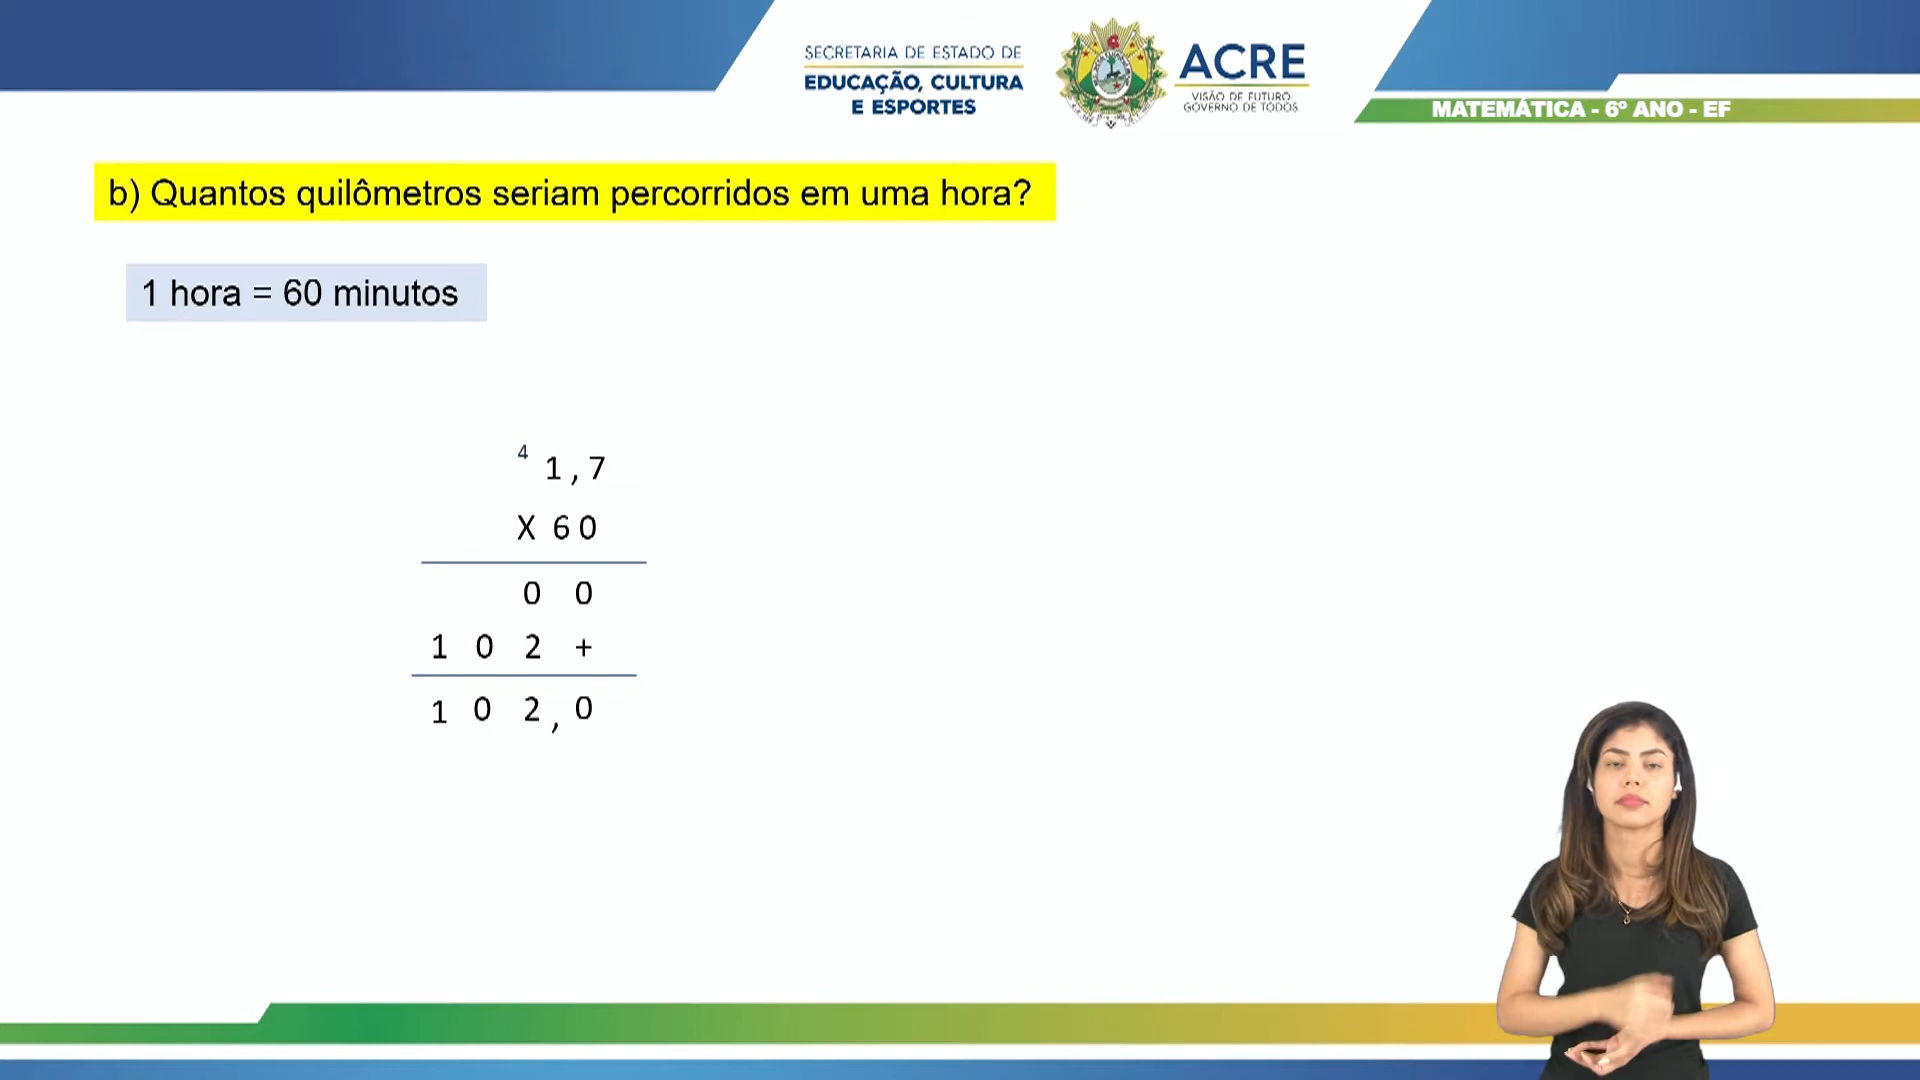 SECRETARIA DE ESTADO DE
EDUCAÇÃO, CULTURA
E ESPORTES
ACRE
VISÃO DE FUTURO
GOVERNO DE TODOS
MATEMÁTICA - 6º ANO - EF
b) Quantos quilômetros seriam percorridos em uma hora?
1 hora = 60 minutos
4
1 , 7
X 6 0
0 0
1 0 2 +
1 0 2 , 0